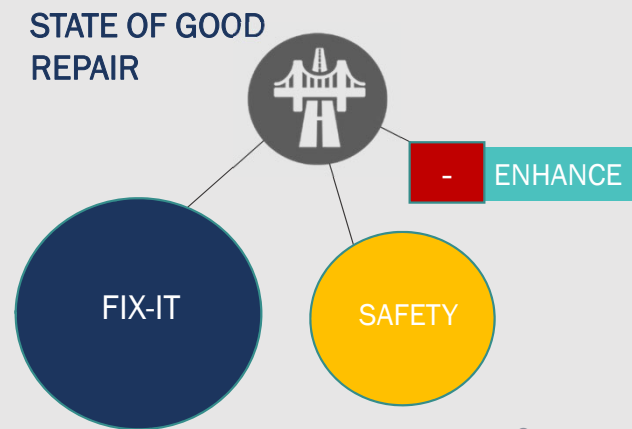 STATE OF GOOD
REPAIR
- ENHANCE
FIX-IT
SAFETY